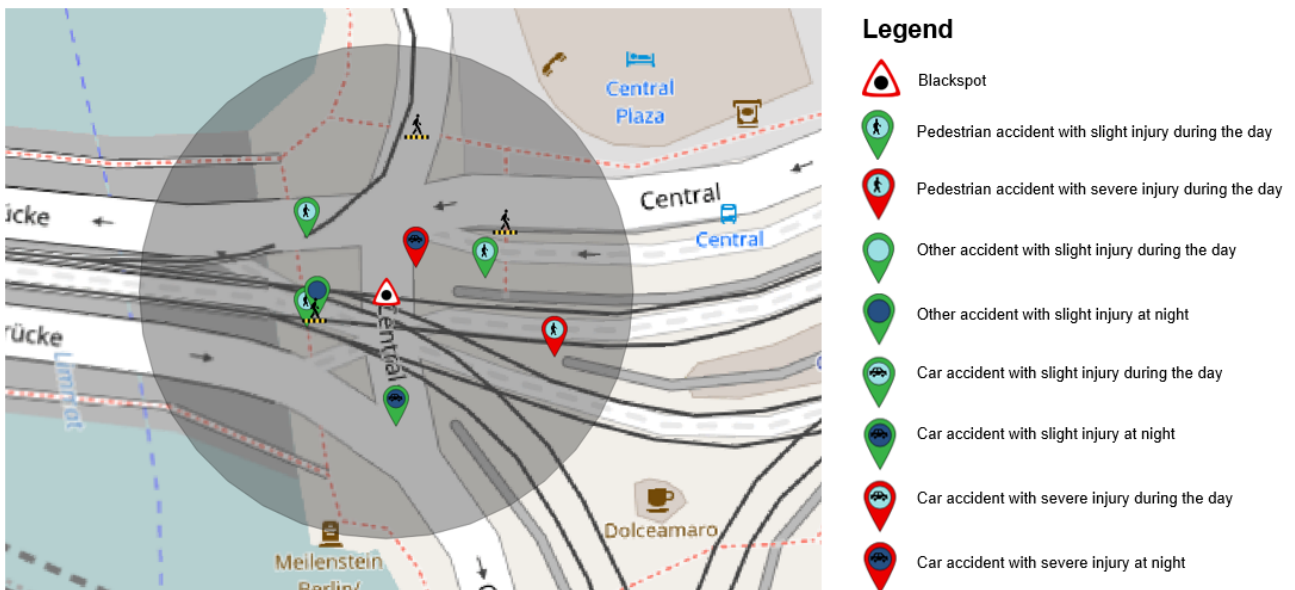 Central
Plaza
Central
ücke
Central
rücke
Central
Limmat
Dolceamaro
Meilenstein
Berlin/
Legend
Blackspot
Pedestrian accident with slight injury during the day
Pedestrian accident with severe injury during the day
Other accident with slight injury during the day
Other accident with slight injury at night
Car accident with slight injury during the day
Car accident with slight injury at night
Car accident with severe injury during the day
Car accident with severe injury at night